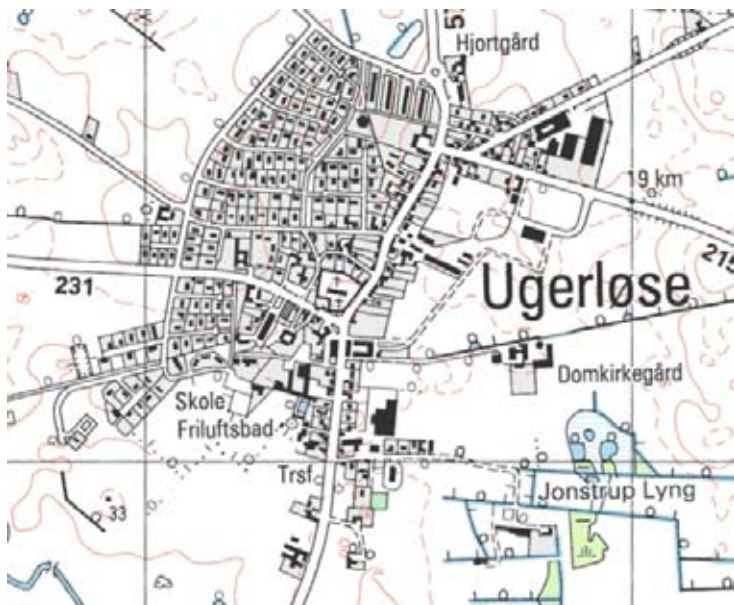 Hjortgård
19 km
215
231
Ugerløse
Domkirkegård
Skole
Friluftsbad
Trsf
Jonstrup Lyng
33